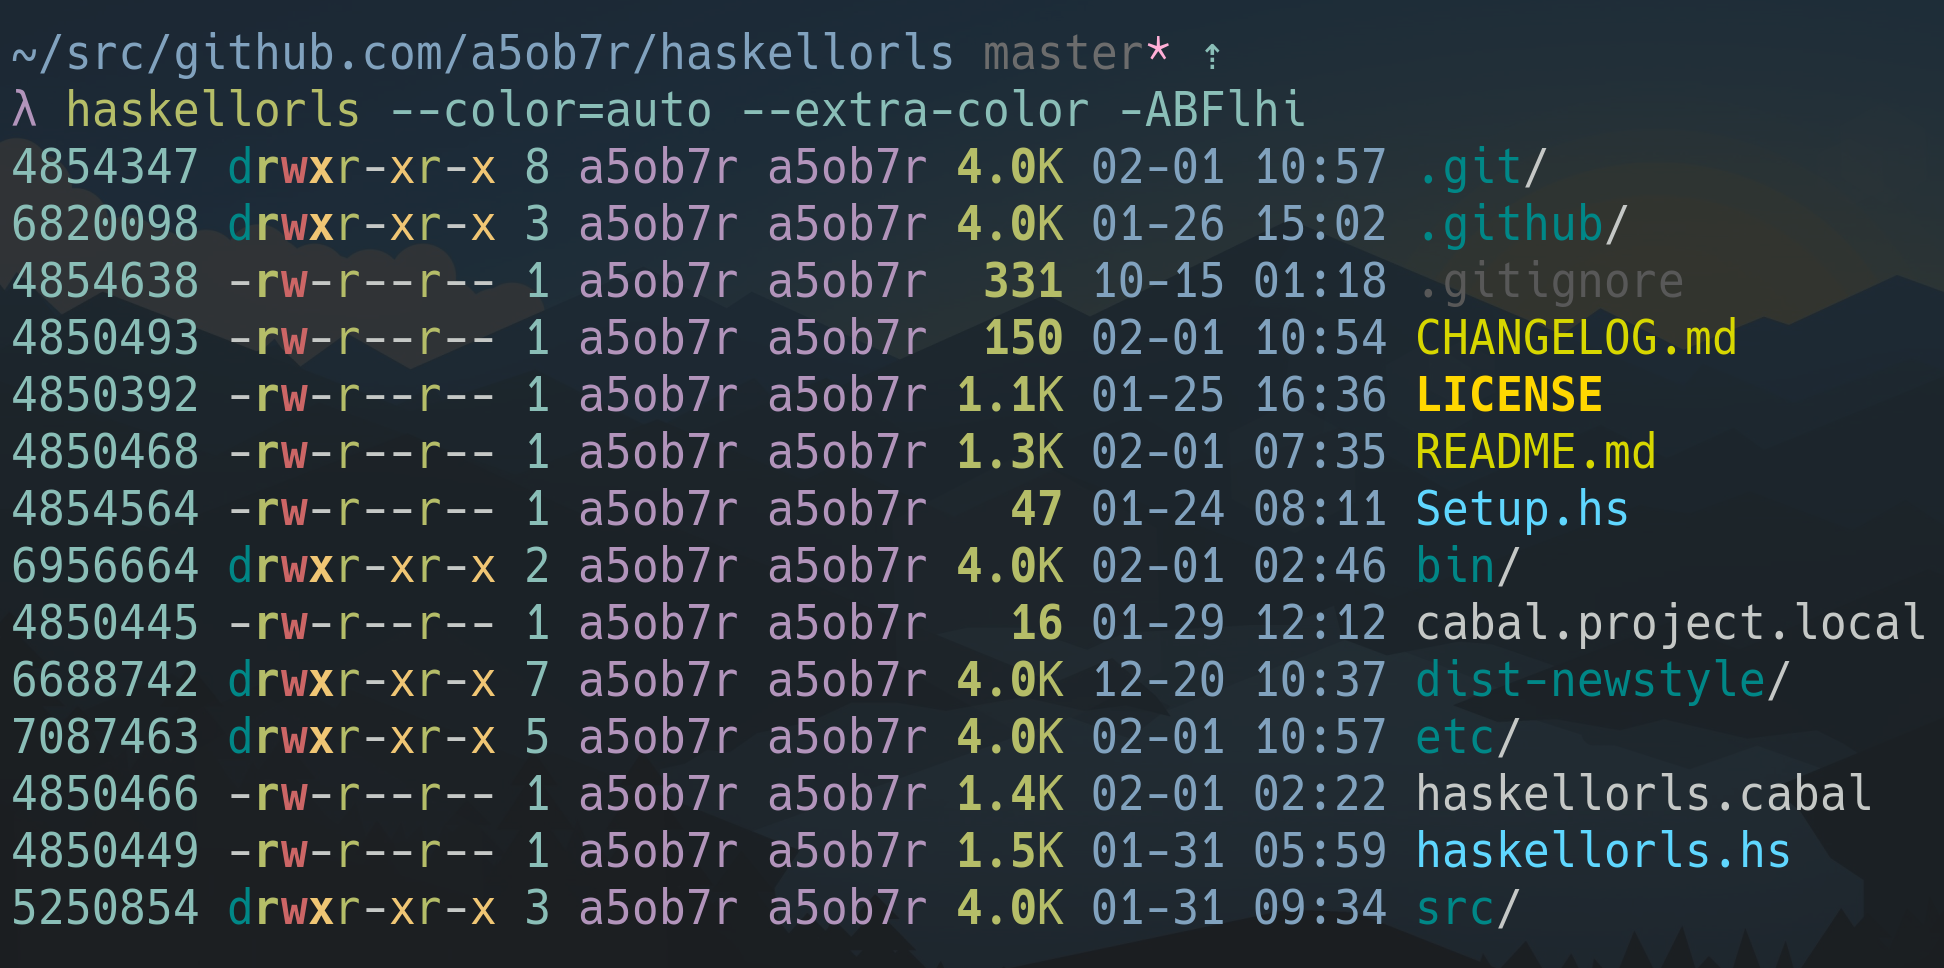 ~/src/github.com/a5ob7r/haskellorls master* ⇡
λ haskellorls --color=auto --extra-color -ABFlhi
4854347 drwxr-xr-x 8 a5ob7r a5ob7r 4.0K 02-01 10:57 .git/
6820098 drwxr-xr-x 3 a5ob7r a5ob7r 4.0K 01-26 15:02 .github/
4854638 -rw-r--r-- 1 a5ob7r a5ob7r  331 10-15 01:18 .gitignore
4850493 -rw-r--r-- 1 a5ob7r a5ob7r  150 02-01 10:54 CHANGELOG.md
4850392 -rw-r--r-- 1 a5ob7r a5ob7r 1.1K 01-25 16:36 LICENSE
4850468 -rw-r--r-- 1 a5ob7r a5ob7r 1.3K 02-01 07:35 README.md
4854564 -rw-r--r-- 1 a5ob7r a5ob7r   47 01-24 08:11 Setup.hs
6956664 drwxr-xr-x 2 a5ob7r a5ob7r 4.0K 02-01 02:46 bin/
4850445 -rw-r--r-- 1 a5ob7r a5ob7r   16 01-29 12:12 cabal.project.local
6688742 drwxr-xr-x 7 a5ob7r a5ob7r 4.0K 12-20 10:37 dist-newstyle/
7087463 drwxr-xr-x 5 a5ob7r a5ob7r 4.0K 02-01 10:57 etc/
4850466 -rw-r--r-- 1 a5ob7r a5ob7r 1.4K 02-01 02:22 haskellorls.cabal
4850449 -rw-r--r-- 1 a5ob7r a5ob7r 1.5K 01-31 05:59 haskellorls.hs
5250854 drwxr-xr-x 3 a5ob7r a5ob7r 4.0K 01-31 09:34 src/